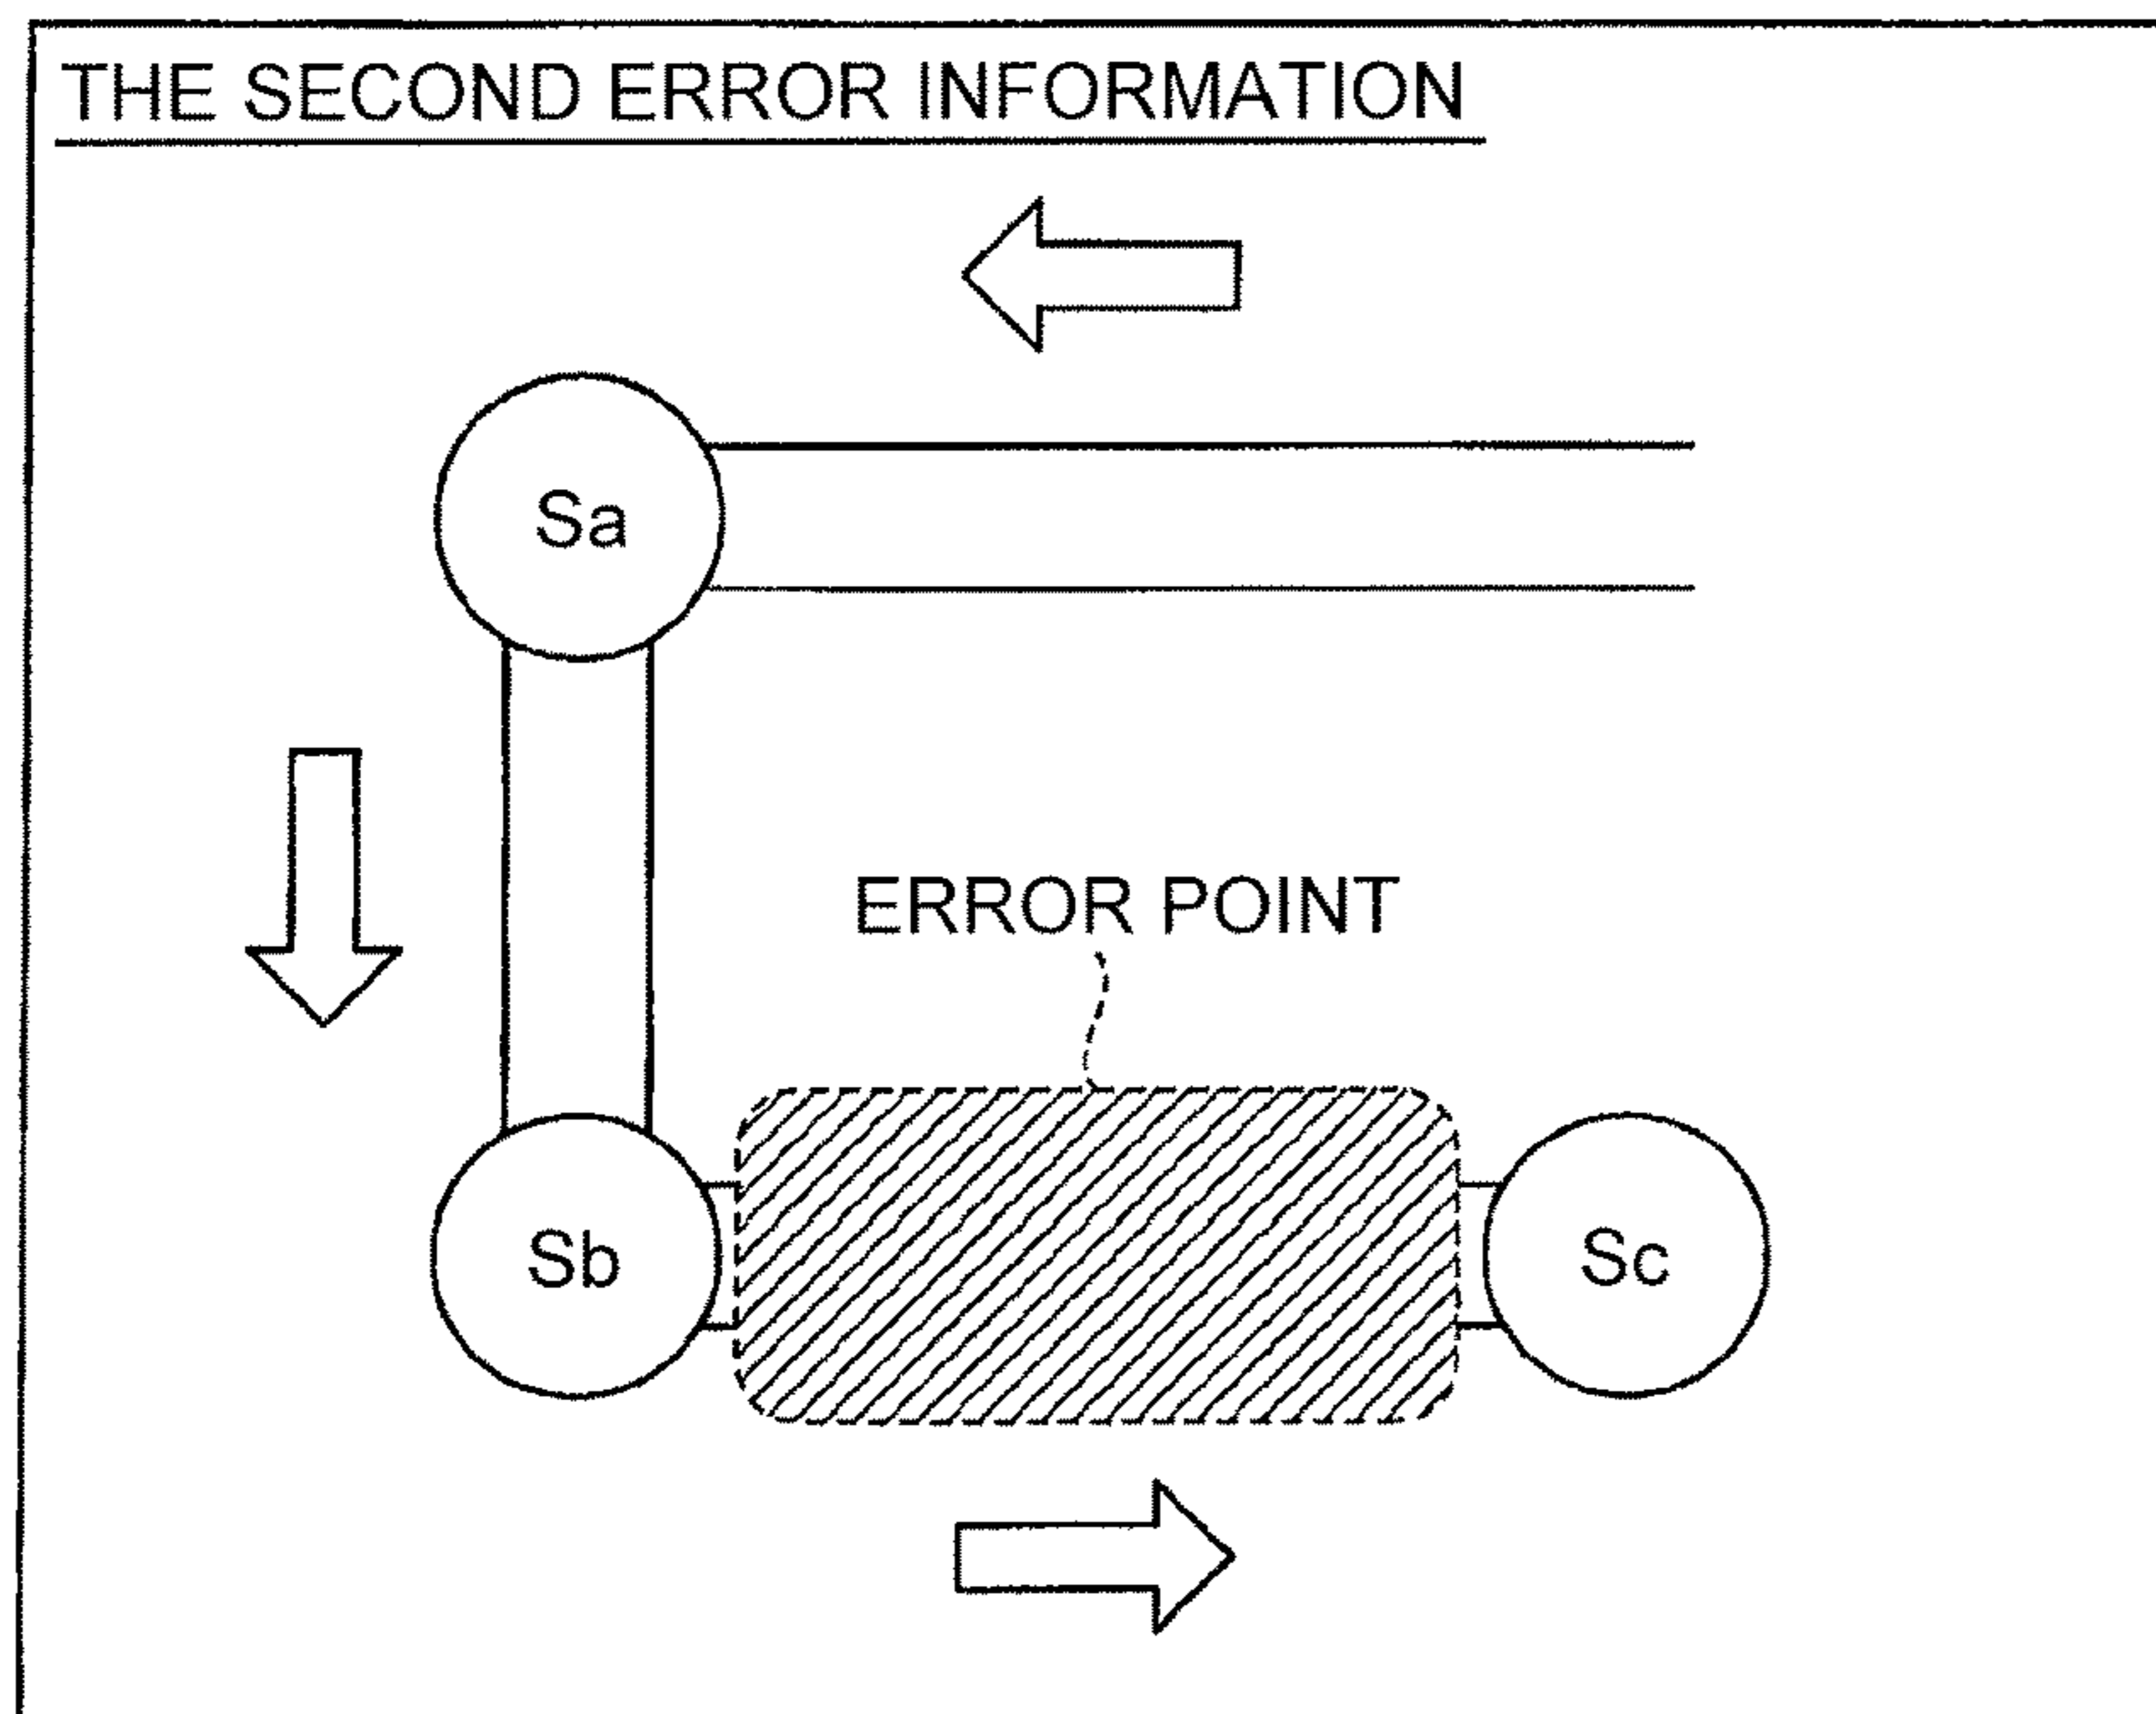 THE SECOND ERROR INFORMATION
Sa
ERROR POINT
Sb
Sc